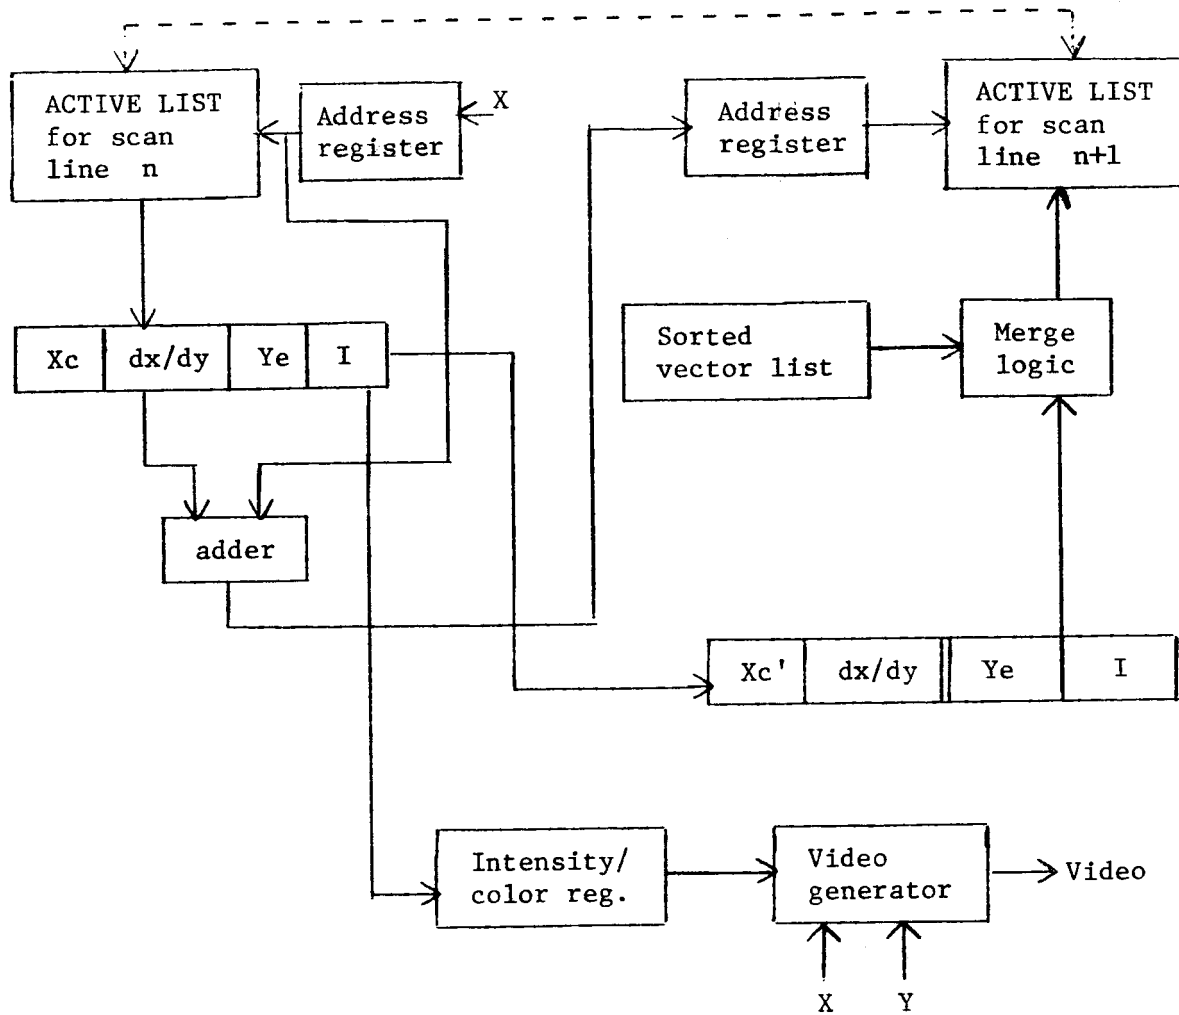 ACTIVE LIST
for scan
line n
Address
register
X
Address
register
ACTIVE LIST
for scan
line n+1
Xc dx/dy Ye I
Sorted
vector list
Merge
logic
adder
Xc' dx/dy Ye I
Intensity/
color reg.
Video
generator
Video
X Y